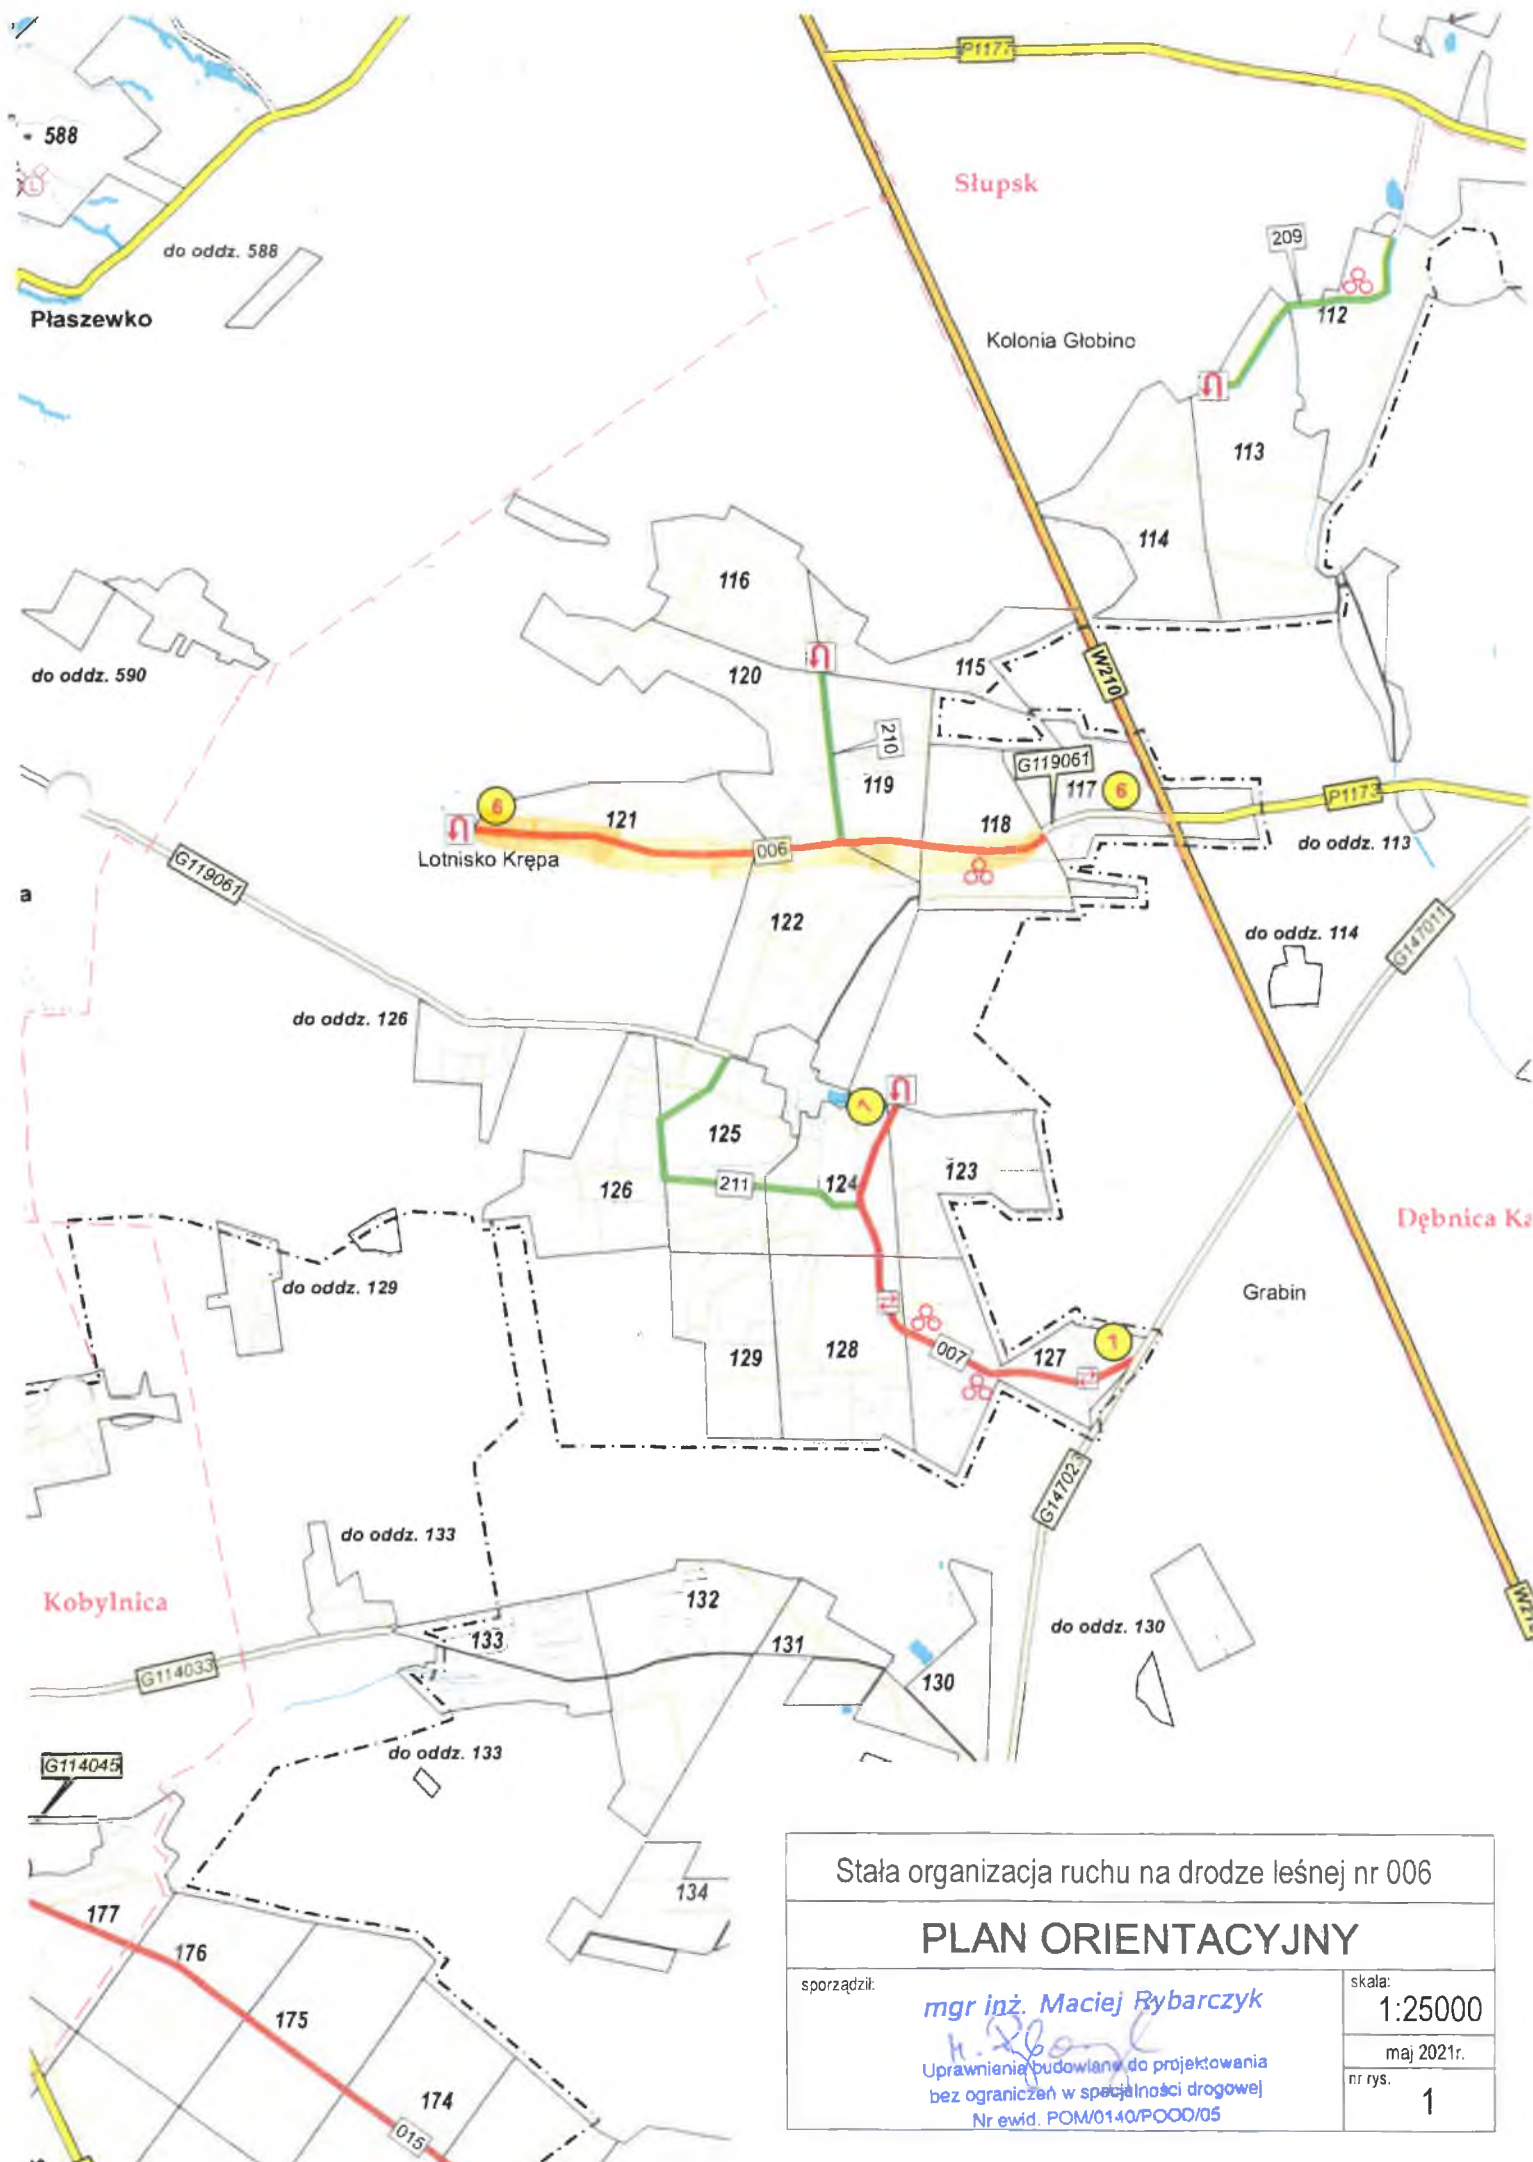 P1177
588
Słupsk
209
do oddz. 588
Płaszewko
112
Kolonia Głobino
113
114
116
do oddz. 590
120
115
W210
210
119
G119061
117
6
P1173
6
121
118
006
do oddz. 113
Lotnisko Krępa
G119061
a
122
do oddz. 114
G147011
do oddz. 126
125
124
123
126
211
Dębnica Ka
do oddz. 129
Grabin
129
128
007
127
G147023
do oddz. 133
Kobylnica
132
133
131
do oddz. 130
130
G114033
do oddz. 133
G114045
134
177
176
175
174
015
Stała organizacja ruchu na drodze leśnej nr 006
PLAN ORIENTACYJNY
sporządził:
mgr inż. Maciej Rybarczyk
Uprawnienia budowlane do projektowania
bez ograniczeń w specjalności drogowej
Nr ewid. POM/0140/POOD/05
skala:
1:25000
maj 2021r.
nr rys.
1